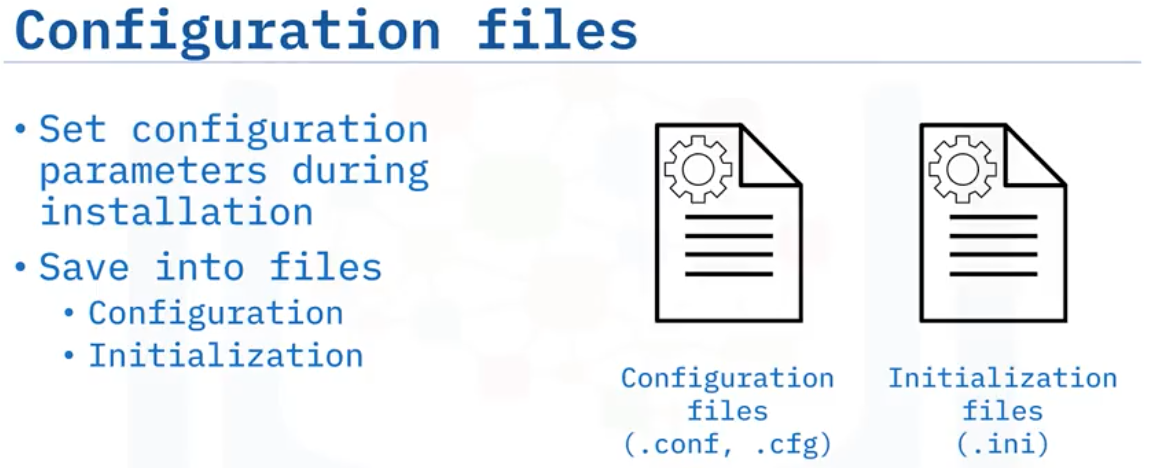 Configuration files
• Set configuration
parameters during
installation
• Save into files
• Configuration
• Initialization
Configuration
files
(.conf, .cfg)
Initialization
files
(.ini)